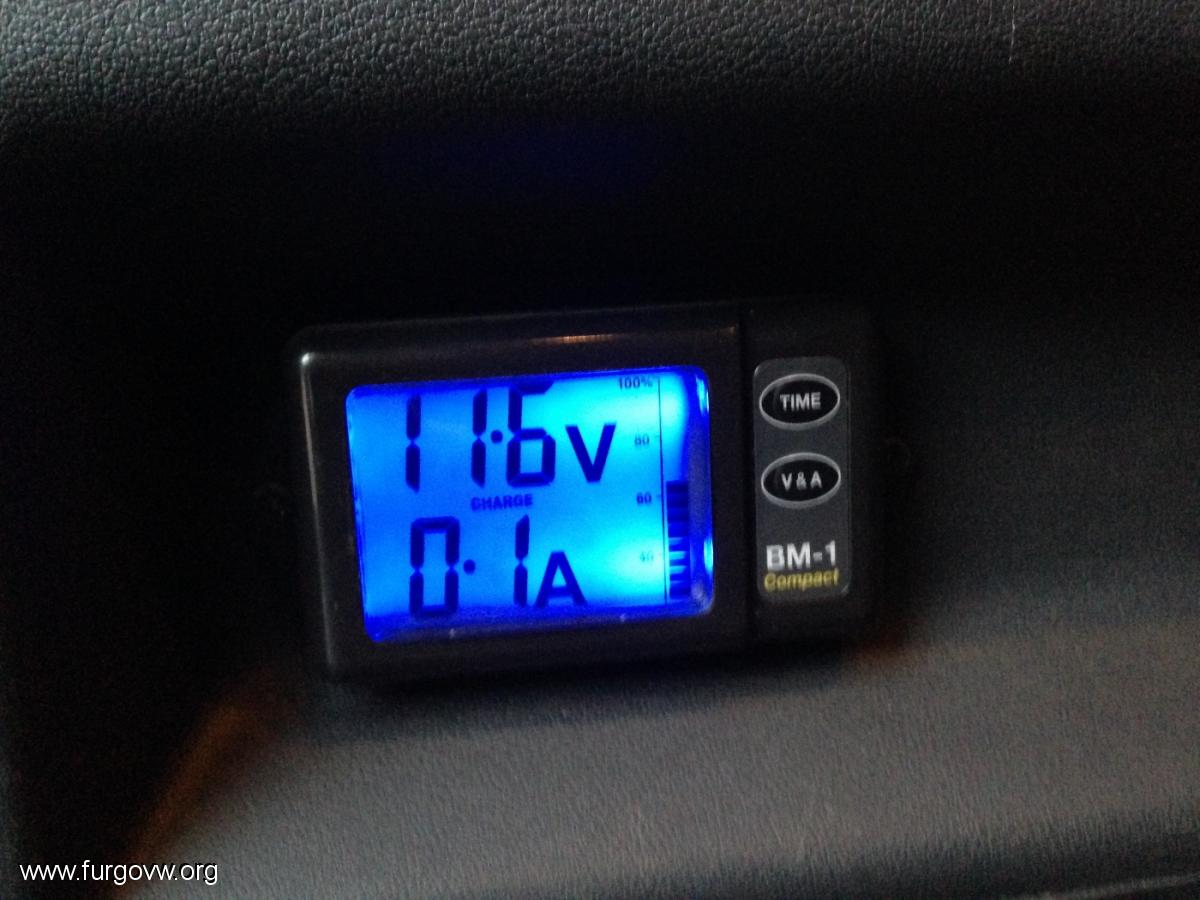 11.6V
CHARGE
0.1A
100%
80
60
40
TIME
V&A
BM-1
Compact
www.furgovw.org